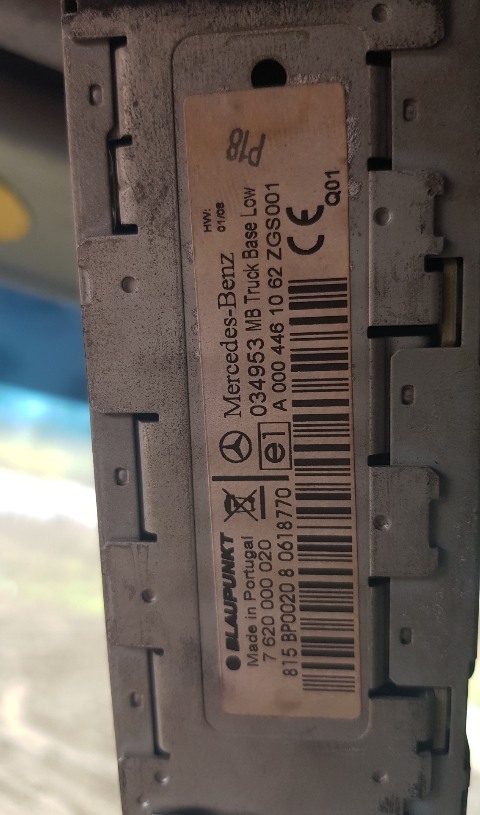 BLAUPUNKT
Made in Portugal
7 620 000 020
815 BP0020 8 0618770
Mercedes-Benz
HW:
01/08
034953 MB Truck Base Low
e1
A 000 446 10 62 ZGS001
CE
Q01
P18